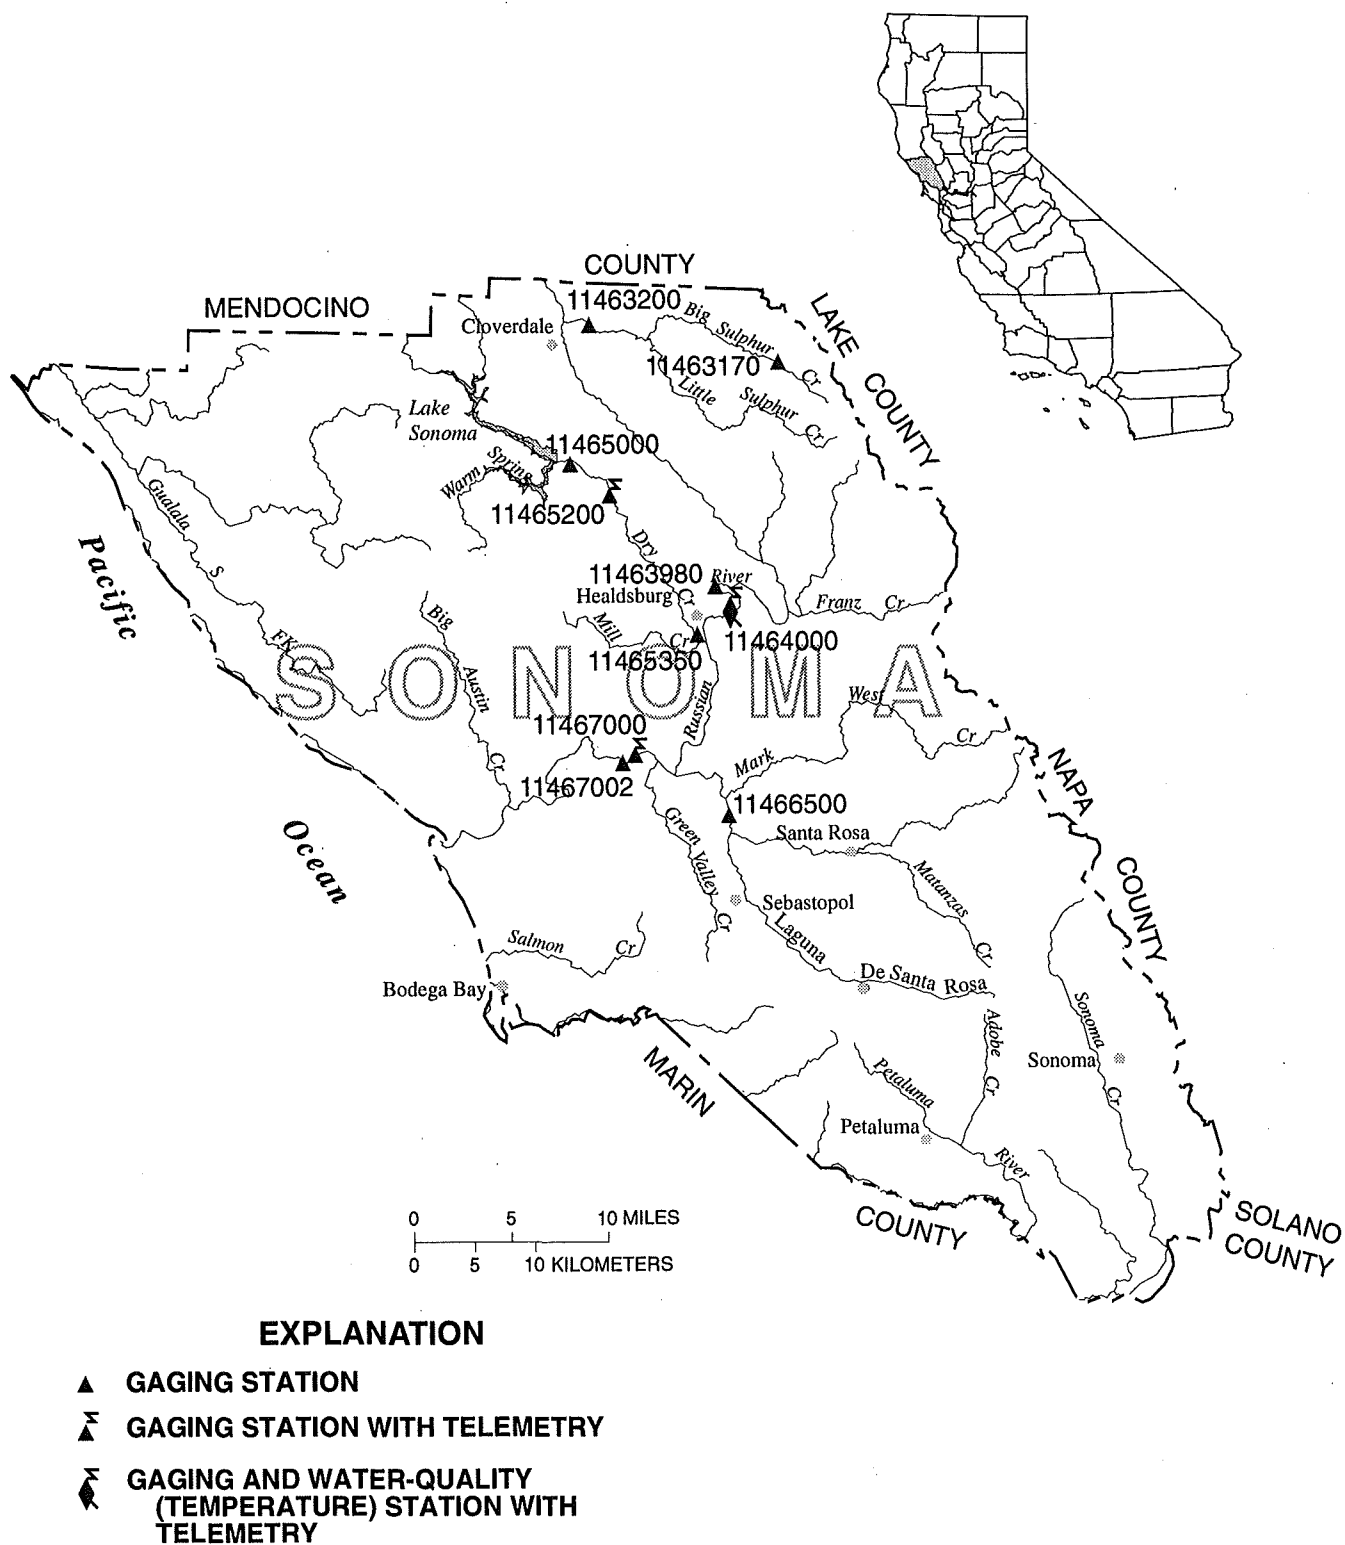 COUNTY
MENDOCINO
LAKE COUNTY
11463200
Cloverdale
Big Sulphur Cr
11463170
Little Sulphur Cr
Lake
Sonoma
11465000
Warm Spring
11465200
Dry Cr
Gualala S FK
Pacific
Ocean
11463980
River
Healdsburg
Franz Cr
Mill Cr
11464000
11465350
Big Austin Cr
SONOMA
Russian
West
Mark
Cr
11467000
11467002
11466500
NAPA
COUNTY
Green Valley Cr
Santa Rosa
Matanzas Cr
Sebastopol
Laguna
De Santa Rosa
Salmon Cr
Bodega Bay
Adobe Cr
Sonoma Cr
Sonoma
MARIN
COUNTY
Petaluma
River
Petaluma
SOLANO
COUNTY
0 5 10 MILES
0 5 10 KILOMETERS
EXPLANATION
GAGING STATION
GAGING STATION WITH TELEMETRY
GAGING AND WATER-QUALITY
(TEMPERATURE) STATION WITH
TELEMETRY